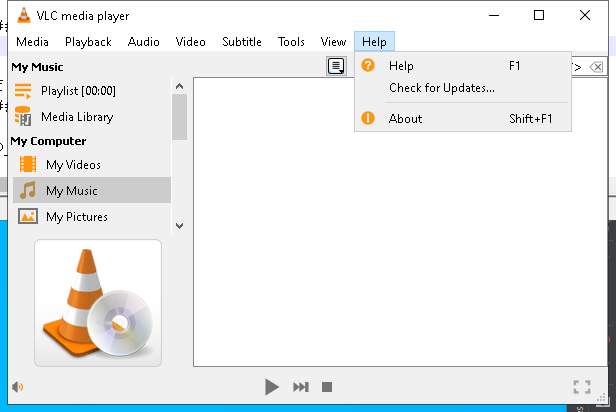 VLC media player
Media Playback Audio Video Subtitle Tools View Help
My Music
Playlist [00:00]
Media Library
My Computer
My Videos
My Music
My Pictures
Help F1
Check for Updates...
About Shift+F1